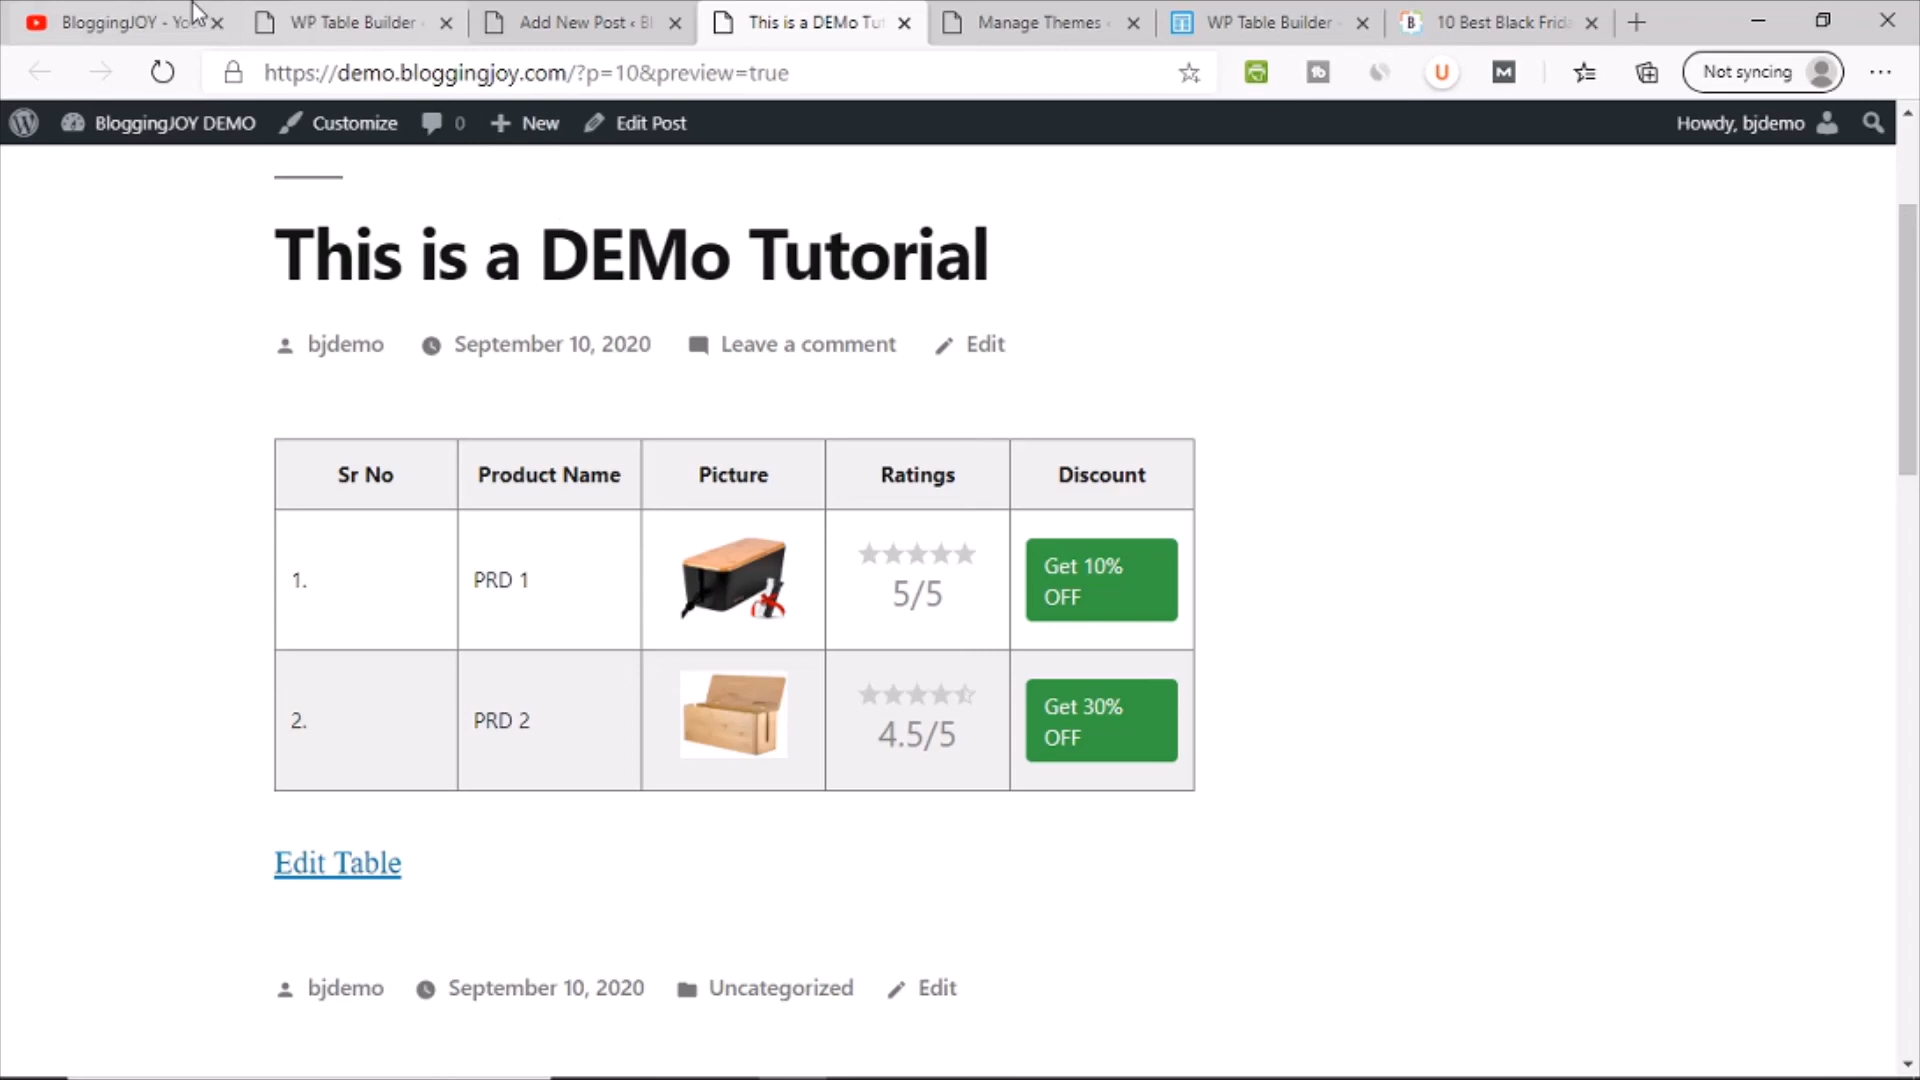 BloggingJOY - Yo
WP Table Builder
Add New Post ‹ Bl
This is a DEMo Tut
Manage Themes ‹
WP Table Builder -
10 Best Black Frid
https://demo.bloggingjoy.com/?p=10&preview=true
Not syncing
BloggingJOY DEMO
Customize
0
New
Edit Post
Howdy, bjdemo
This is a DEMo Tutorial
bjdemo September 10, 2020 Leave a comment Edit
Sr No Product Name Picture Ratings Discount
1. PRD 1 5/5 Get 10%
OFF
2. PRD 2 4.5/5 Get 30%
OFF
Edit Table
bjdemo September 10, 2020 Uncategorized Edit